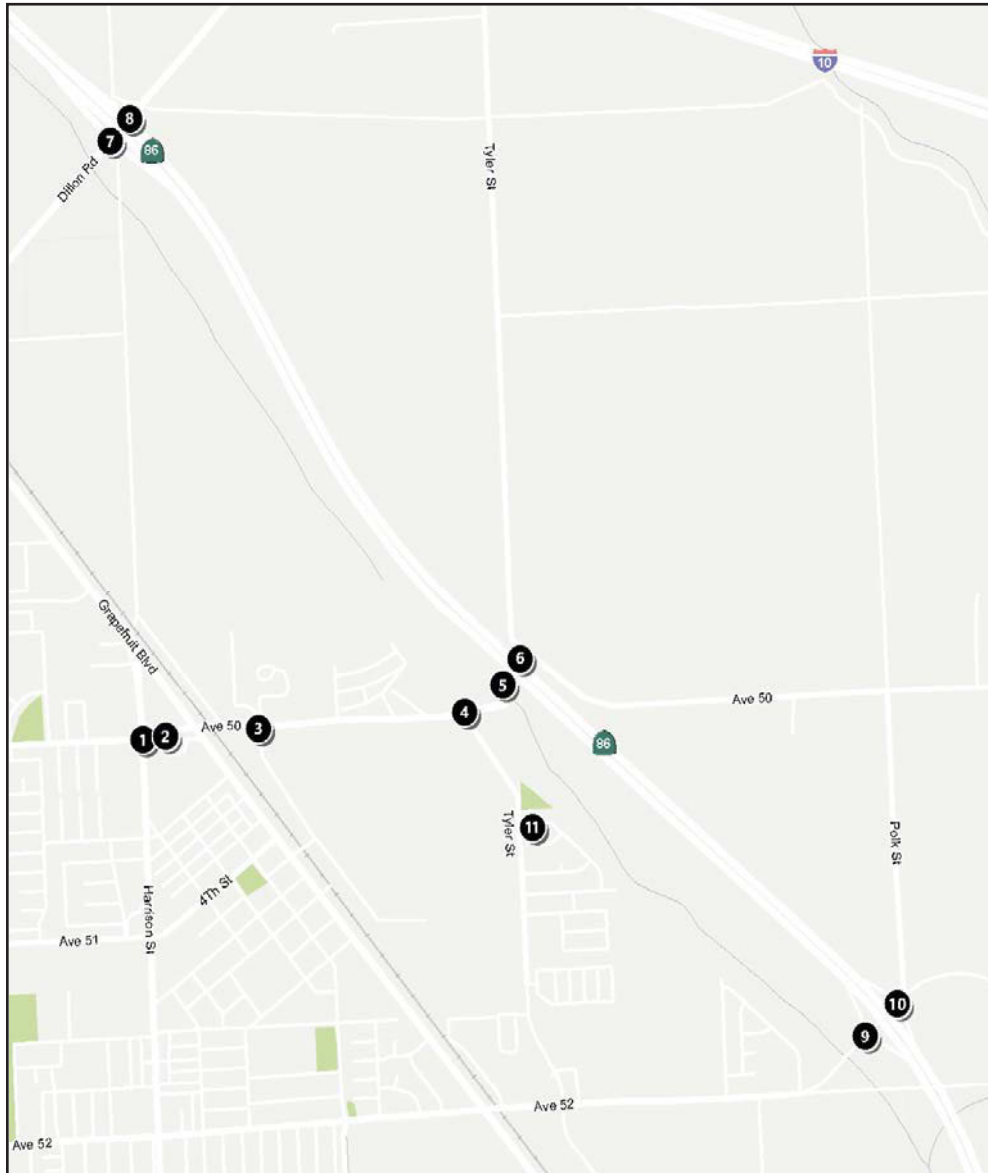 10
8
7
86
Dillon Rd
Tyler St
Grapefruit Blvd
6
5
4
Ave 50
3
Ave 50
1
2
86
11
Tyler St
Polk St
4Th St
Harrison St
Ave 51
10
9
Ave 52
Ave 52